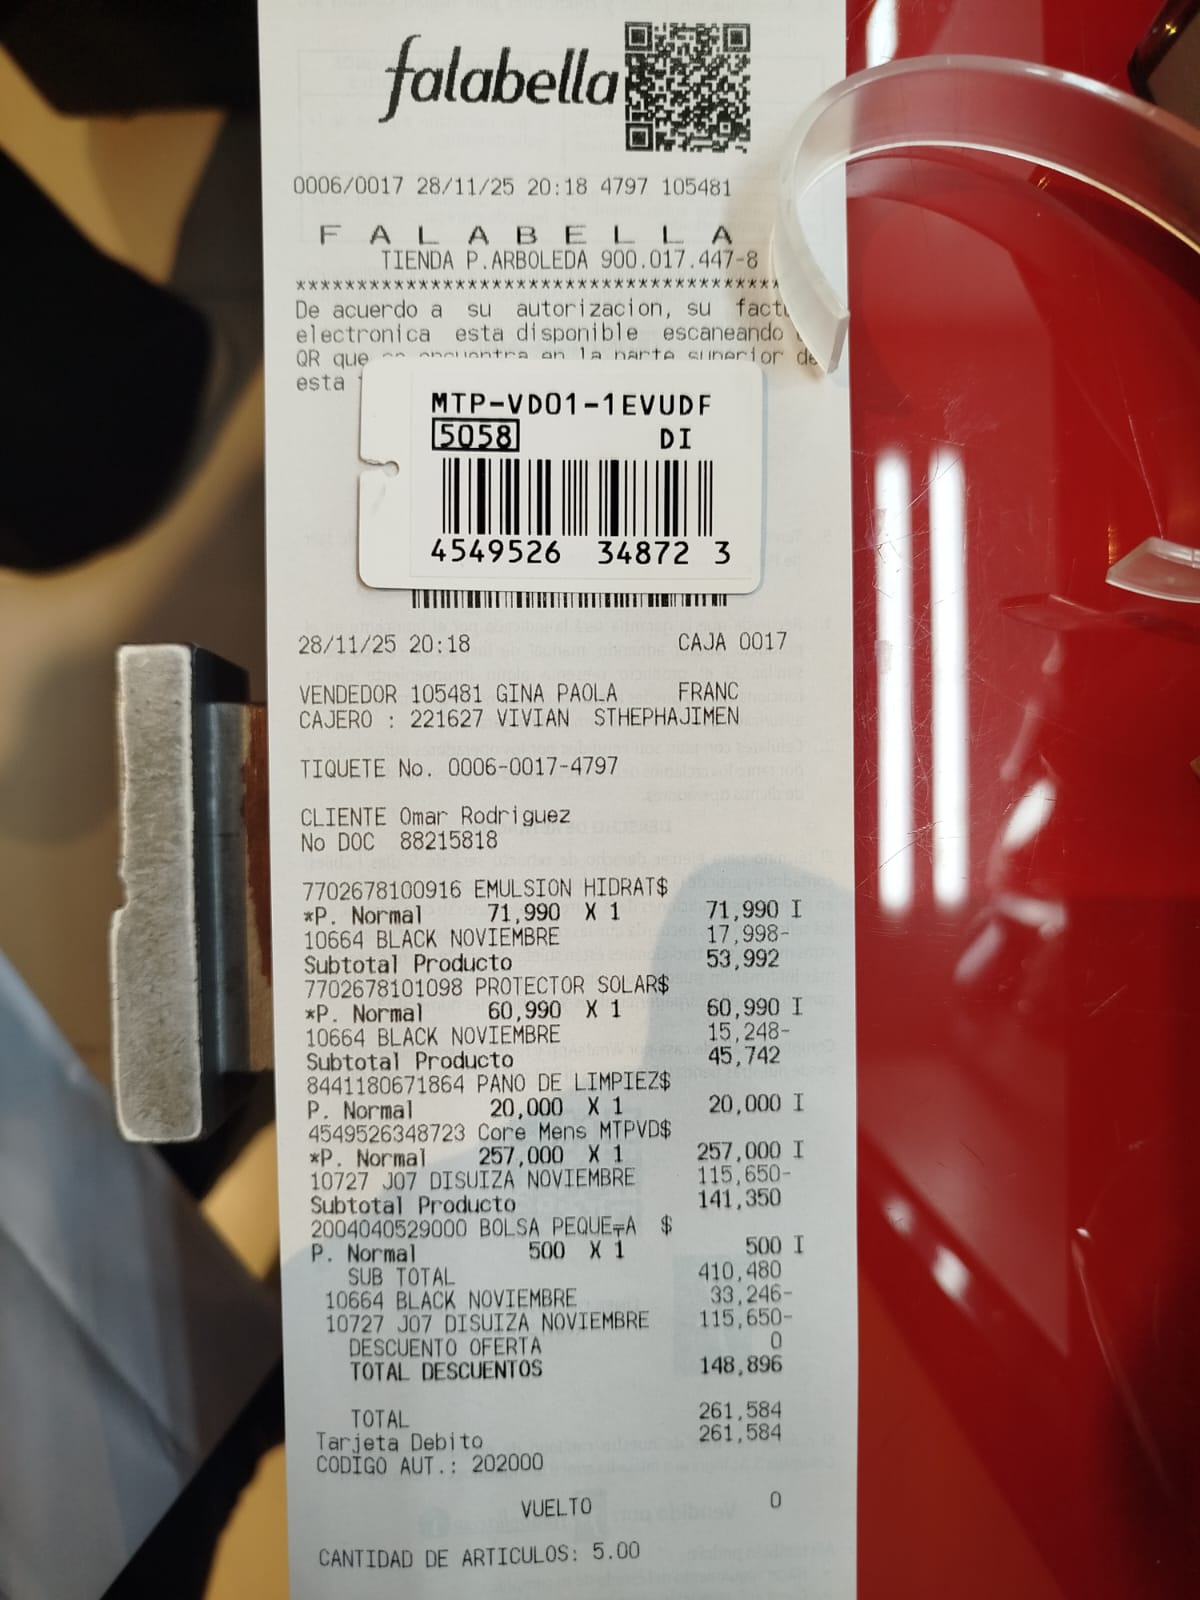 falabella
0006/0017 28/11/25 20:18 4797 105481
F A L A B E L L A
TIENDA P.ARBOLEDA 900.017.447-8
***************************************
De acuerdo a su autorizacion, su
electronica esta disponible escaneando
QR que se encuentra en la parte superior
esta
MTP-VD01-1EVUDF
5058 DI
4549526 34872 3
28/11/25 20:18 CAJA 0017
VENDEDOR 105481 GINA PAOLA FRANC
CAJERO : 221627 VIVIAN STHEPHAJIMEN
TIQUETE No. 0006-0017-4797
CLIENTE Omar Rodriguez
No DOC 88215818
7702678100916 EMULSION HIDRAT$
*P. Normal 71,990 X 1 71,990 I
10664 BLACK NOVIEMBRE 17,998-
Subtotal Producto 53,992
7702678101098 PROTECTOR SOLAR$
*P. Normal 60,990 X 1 60,990 I
10664 BLACK NOVIEMBRE 15,248-
Subtotal Producto 45,742
8441180671864 PANO DE LIMPIEZ$
P. Normal 20,000 X 1 20,000 I
4549526348723 Core Mens MTPVD$
*P. Normal 257,000 X 1 257,000 I
10727 J07 DISUIZA NOVIEMBRE 115,650-
Subtotal Producto 141,350
2004040529000 BOLSA PEQUE╤A $
P. Normal 500 X 1 500 I
SUB TOTAL 410,480
10664 BLACK NOVIEMBRE 33,246-
10727 J07 DISUIZA NOVIEMBRE 115,650-
DESCUENTO OFERTA 0
TOTAL DESCUENTOS 148,896
TOTAL 261,584
Tarjeta Debito 261,584
CODIGO AUT.: 202000
VUELTO 0
CANTIDAD DE ARTICULOS: 5.00